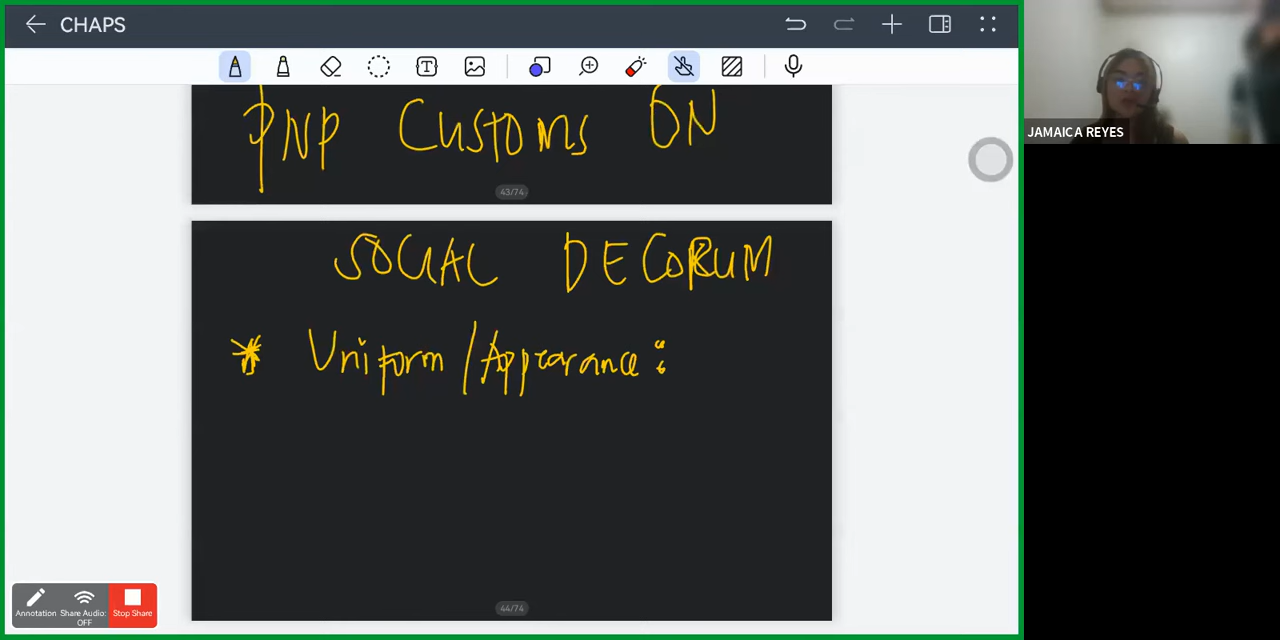 CHAPS
PNP Customs ON
43/74
SOCIAL DECORUM
* Uniform/Appearance:
44/74
Annotation
Share Audio: OFF
Stop Share
JAMAICA REYES